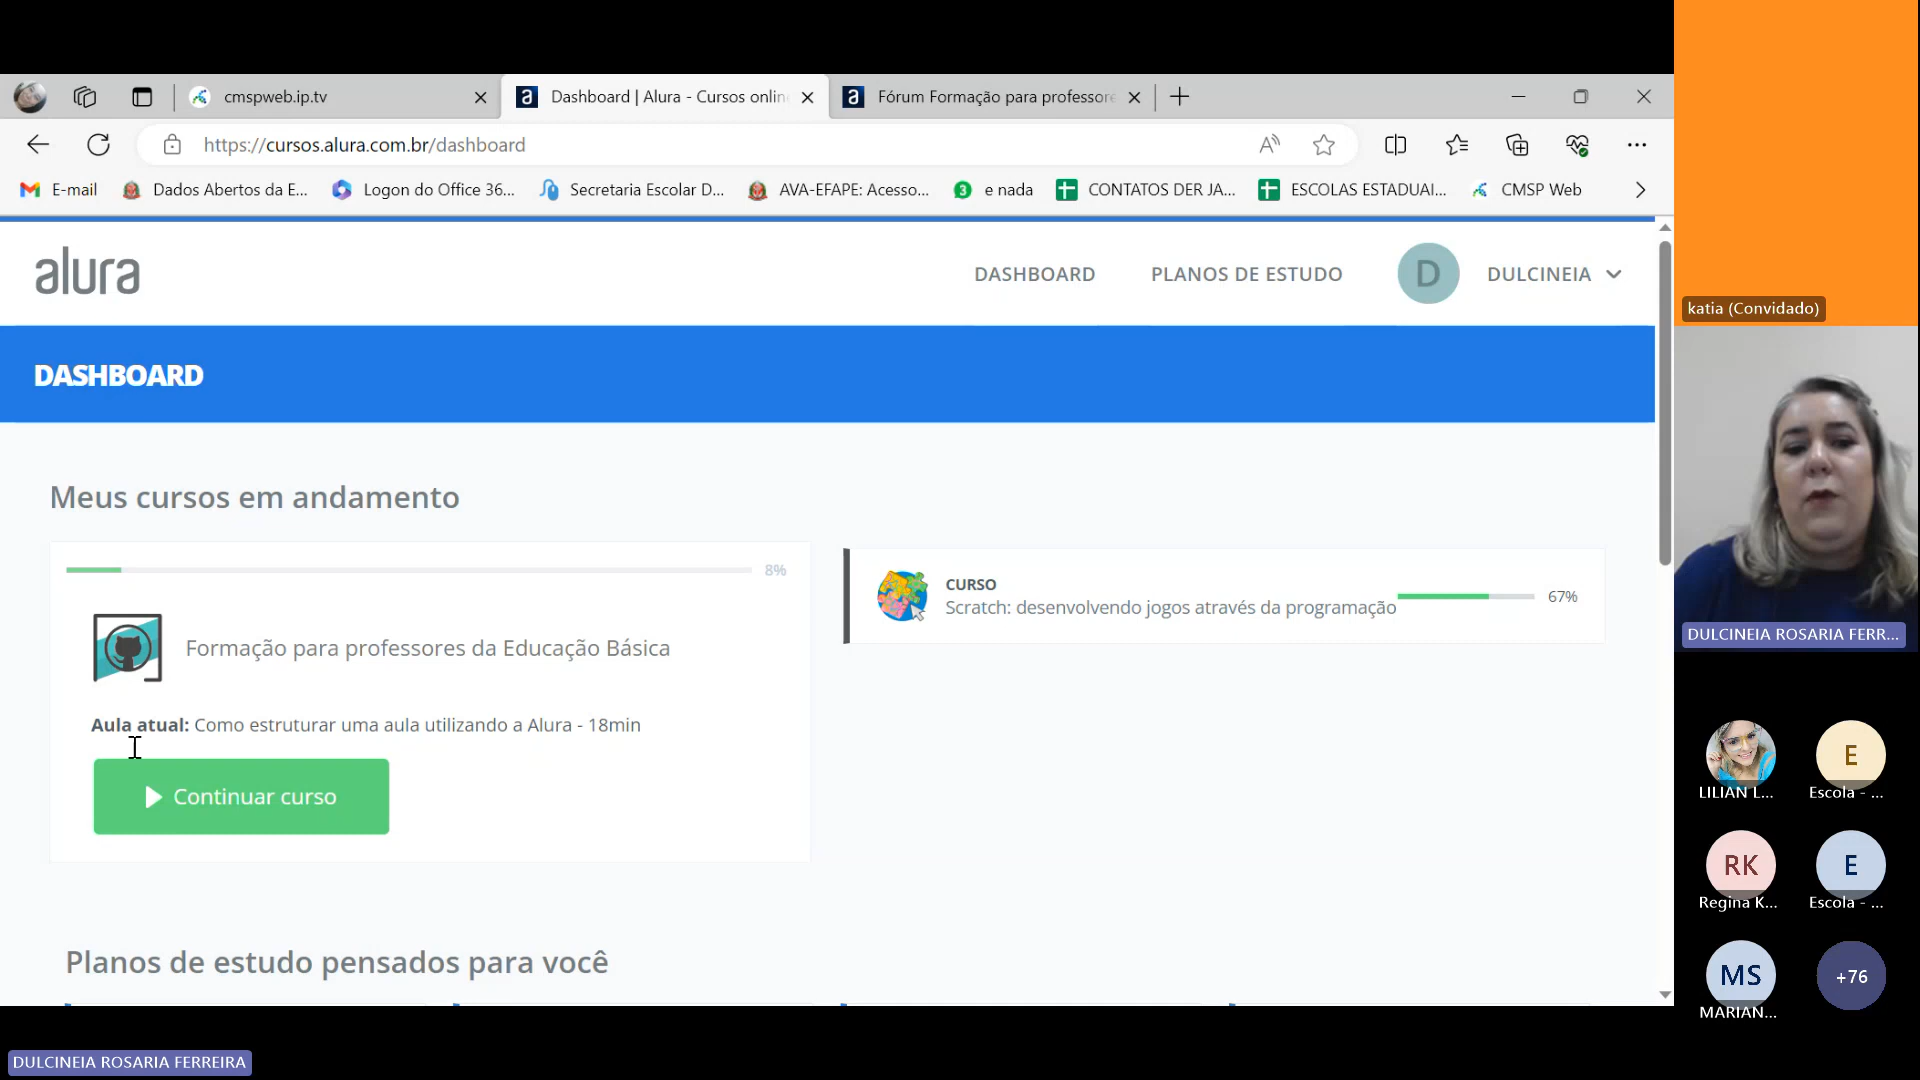 cmspweb.ip.tv
Dashboard | Alura - Cursos onlin
Fórum Formação para professore
https://cursos.alura.com.br/dashboard
E-mail
Dados Abertos da E...
Logon do Office 36...
Secretaria Escolar D...
AVA-EFAPE: Acesso...
3 e nada
CONTATOS DER JA...
ESCOLAS ESTADUAI...
CMSP Web
alura
DASHBOARD
PLANOS DE ESTUDO
D
DULCINEIA
DASHBOARD
Meus cursos em andamento
8%
Formação para professores da Educação Básica
Aula atual: Como estruturar uma aula utilizando a Alura - 18min
Continuar curso
CURSO
Scratch: desenvolvendo jogos através da programação
67%
Planos de estudo pensados para você
katia (Convidado)
DULCINEIA ROSARIA FERR...
LILIAN L...
E
Escola - ...
RK
Regina K...
E
Escola - ...
MS
MARIAN...
+76
DULCINEIA ROSARIA FERREIRA